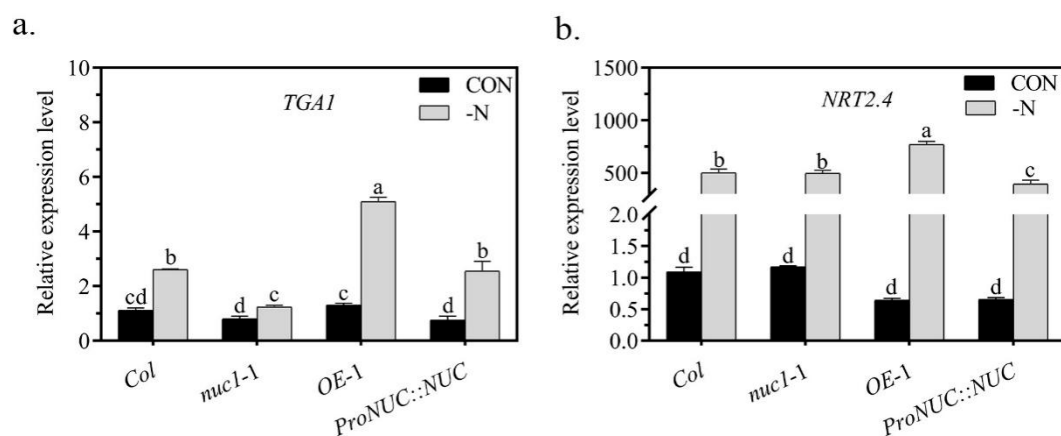 a.
Relative expression level
10
8
6
4
2
0
TGA1
CON
-N
cd
b
d
c
c
a
d
b
Col
nuc1-1
OE-1
ProNUC::NUC
b.
Relative expression level
1500
1000
500
2.0
1.5
1.0
0.5
0.0
NRT2.4
CON
-N
d
b
d
b
d
a
d
c
Col
nuc1-1
OE-1
ProNUC::NUC